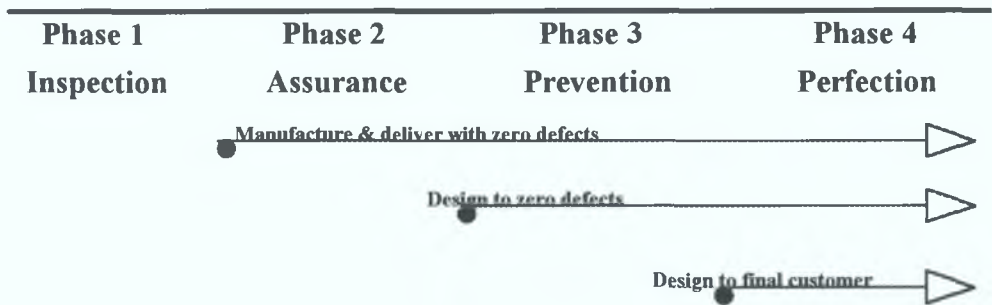 Phase 1 Phase 2 Phase 3 Phase 4
Inspection Assurance Prevention Perfection
Manufacture & deliver with zero defects
Design to zero defects
Design to final customer